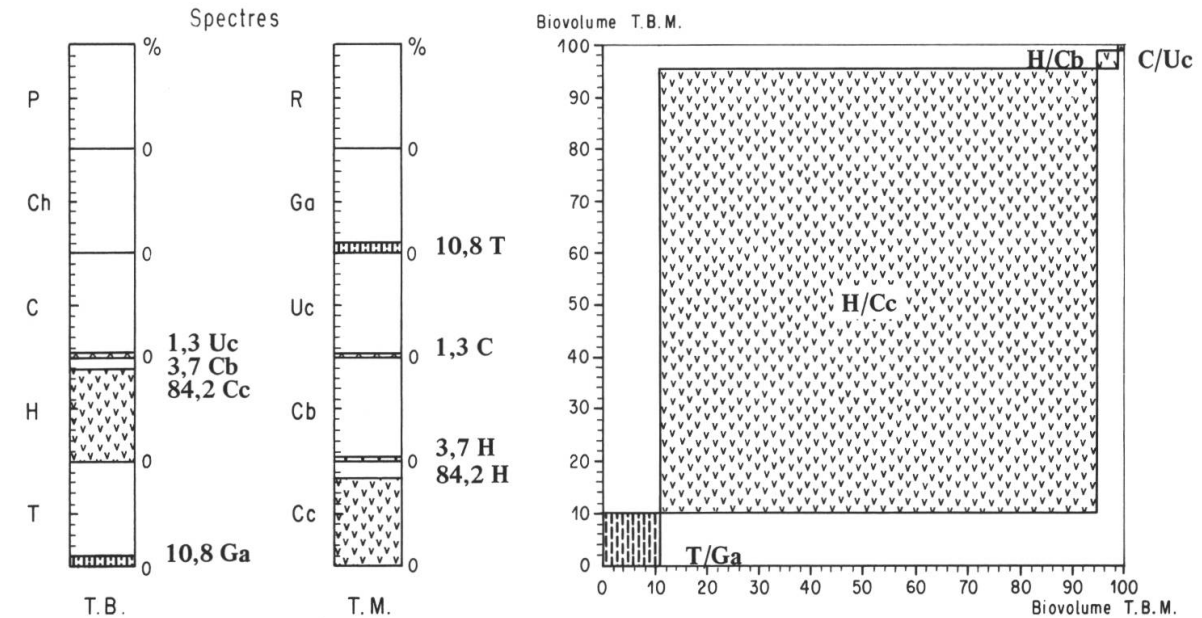 Spectres
%
P
0
Ch
0
C
1,3 Uc
0
3,7 Cb
84,2 Cc
H
0
T
10,8 Ga
0
T.B.
%
R
0
Ga
10,8 T
0
Uc
1,3 C
0
Cb
3,7 H
0
84,2 H
Cc
0
T.M.
Biovolume T.B.M.
100
90
80
70
60
50
40
30
20
10
0
H/Cb
C/Uc
H/Cc
T/Ga
0 10 20 30 40 50 60 70 80 90 100
Biovolume T.B.M.